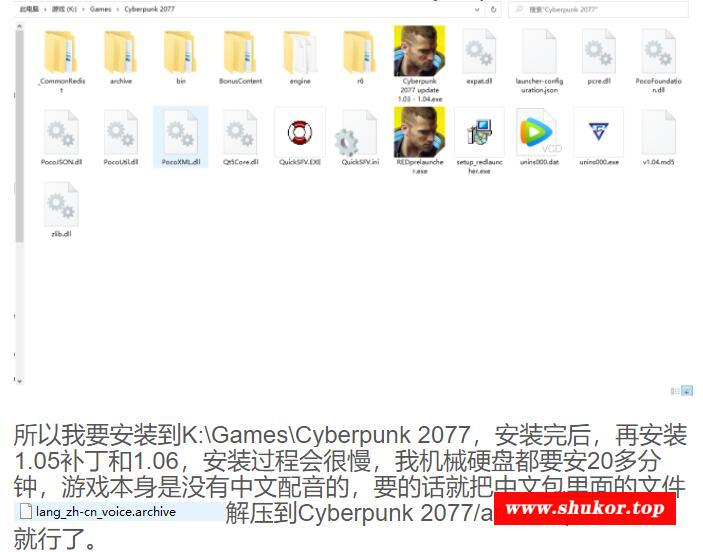 此电脑 › 游戏 (K:) › Games › Cyberpunk 2077
搜索"Cyberpunk 2077"
_CommonRedist
archive
bin
BonusContent
engine
r6
Cyberpunk 2077 update 1.03 - 1.04.exe
expat.dll
launcher-configuration.json
pcre.dll
PocoFoundation.dll
PocoJSON.dll
PocoUtil.dll
PocoXML.dll
Qt5Core.dll
QuickSFV.EXE
QuickSFV.ini
REDprelauncher.exe
setup_redlauncher.exe
VCD
unins000.dat
unins000.exe
v1.04.md5
zlib.dll
所以我要安装到K:\Games\Cyberpunk 2077，安装完后，再安装
1.05补丁和1.06，安装过程会很慢，我机械硬盘都要安20多分
钟，游戏本身是没有中文配音的，要的话就把中文包里面的文件
lang_zh-cn_voice.archive 解压到Cyberpunk 2077/a
www.shukor.top
就行了。